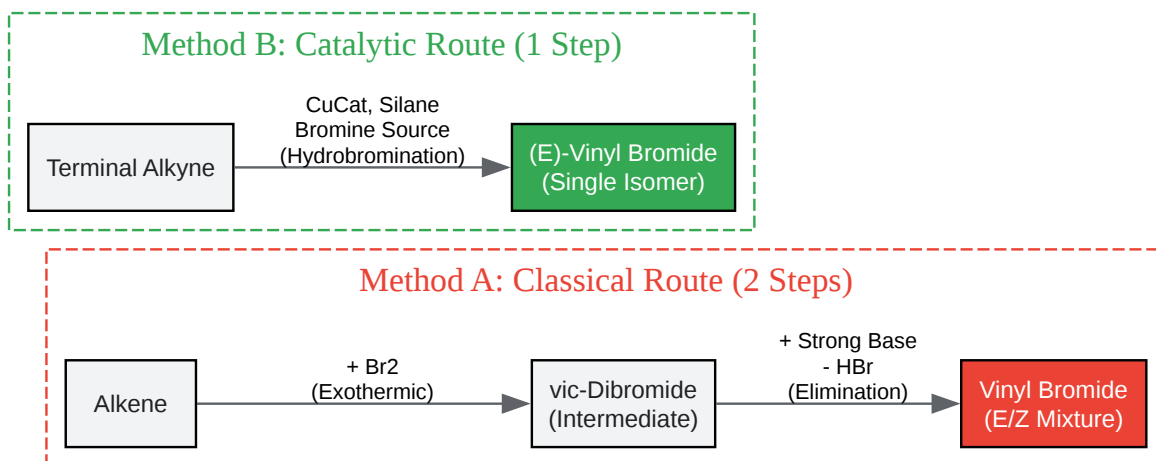 Method B: Catalytic Route (1 Step)
Terminal Alkyne
CuCat, Silane
Bromine Source
(Hydrobromination)
(E)-Vinyl Bromide
(Single Isomer)
Method A: Classical Route (2 Steps)
Alkene
+ Br2
(Exothermic)
vic-Dibromide
(Intermediate)
+ Strong Base
- HBr
(Elimination)
Vinyl Bromide
(E/Z Mixture)